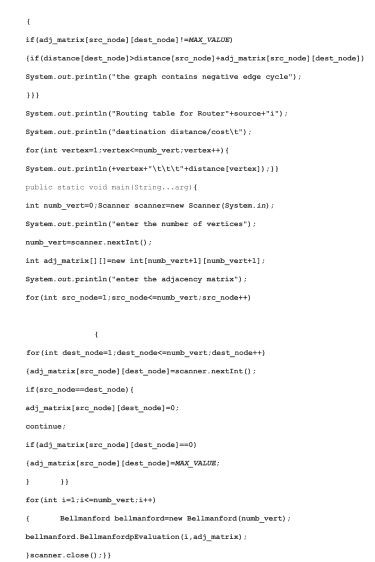 {
if(adj_matrix[src_node][dest_node]!=MAX_VALUE)
{if(distance[dest_node]>distance[src_node]+adj_matrix[src_node][dest_node])
System.out.println("the graph contains negative edge cycle");
}}}
System.out.println("Routing table for Router"+source+"i");
System.out.println("destination distance/cost\t");
for(int vertex=1;vertex<=numb_vert;vertex++){
System.out.println(+vertex+"\t\t\t"+distance[vertex]);}}
public static void main(String...arg){
int numb_vert=0;Scanner scanner=new Scanner(System.in);
System.out.println("enter the number of vertices");
numb_vert=scanner.nextInt();
int adj_matrix[][]=new int[numb_vert+1][numb_vert+1];
System.out.println("enter the adjacency matrix");
for(int src_node=1;src_node<=numb_vert;src_node++)
{
for(int dest_node=1;dest_node<=numb_vert;dest_node++)
{adj_matrix[src_node][dest_node]=scanner.nextInt();
if(src_node==dest_node){
adj_matrix[src_node][dest_node]=0;
continue;
if(adj_matrix[src_node][dest_node]==0)
{adj_matrix[src_node][dest_node]=MAX_VALUE;
} }}
for(int i=1;i<=numb_vert;i++)
{ Bellmanford bellmanford=new Bellmanford(numb_vert);
bellmanford.BellmanfordpEvaluation(i,adj_matrix);
}scanner.close();}}